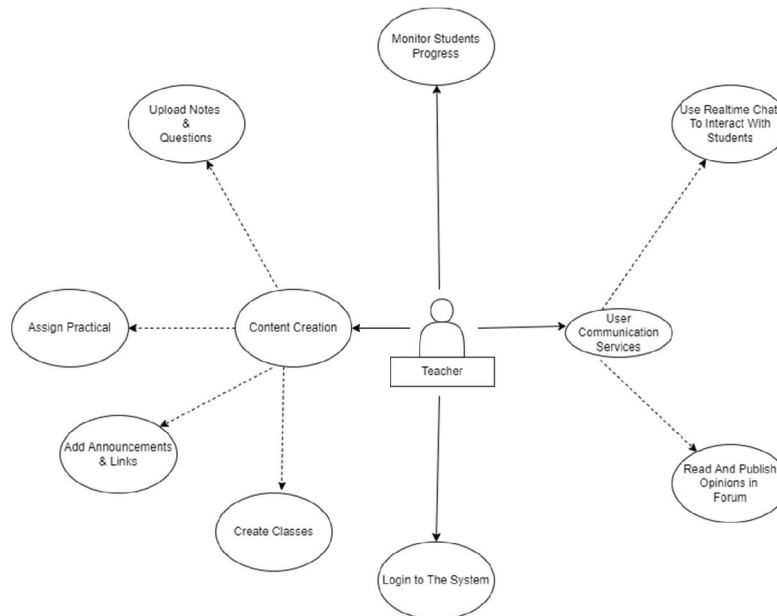 Monitor Students
Progress
Upload Notes
&
Questions
Use Realtime Chat
To Interact With
Students
Assign Practical
Content Creation
User
Communication
Services
Teacher
Add Announcements
& Links
Read And Publish
Opinions in
Forum
Create Classes
Login to The System